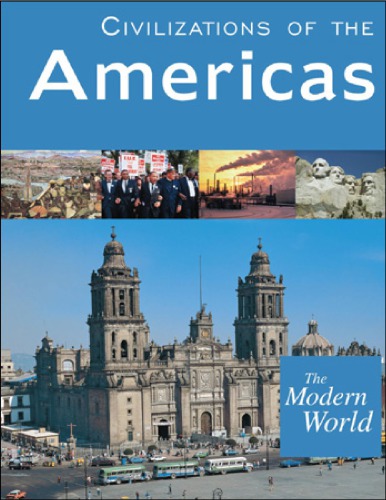 CIVILIZATIONS OF THE
Americas
The
Modern
World